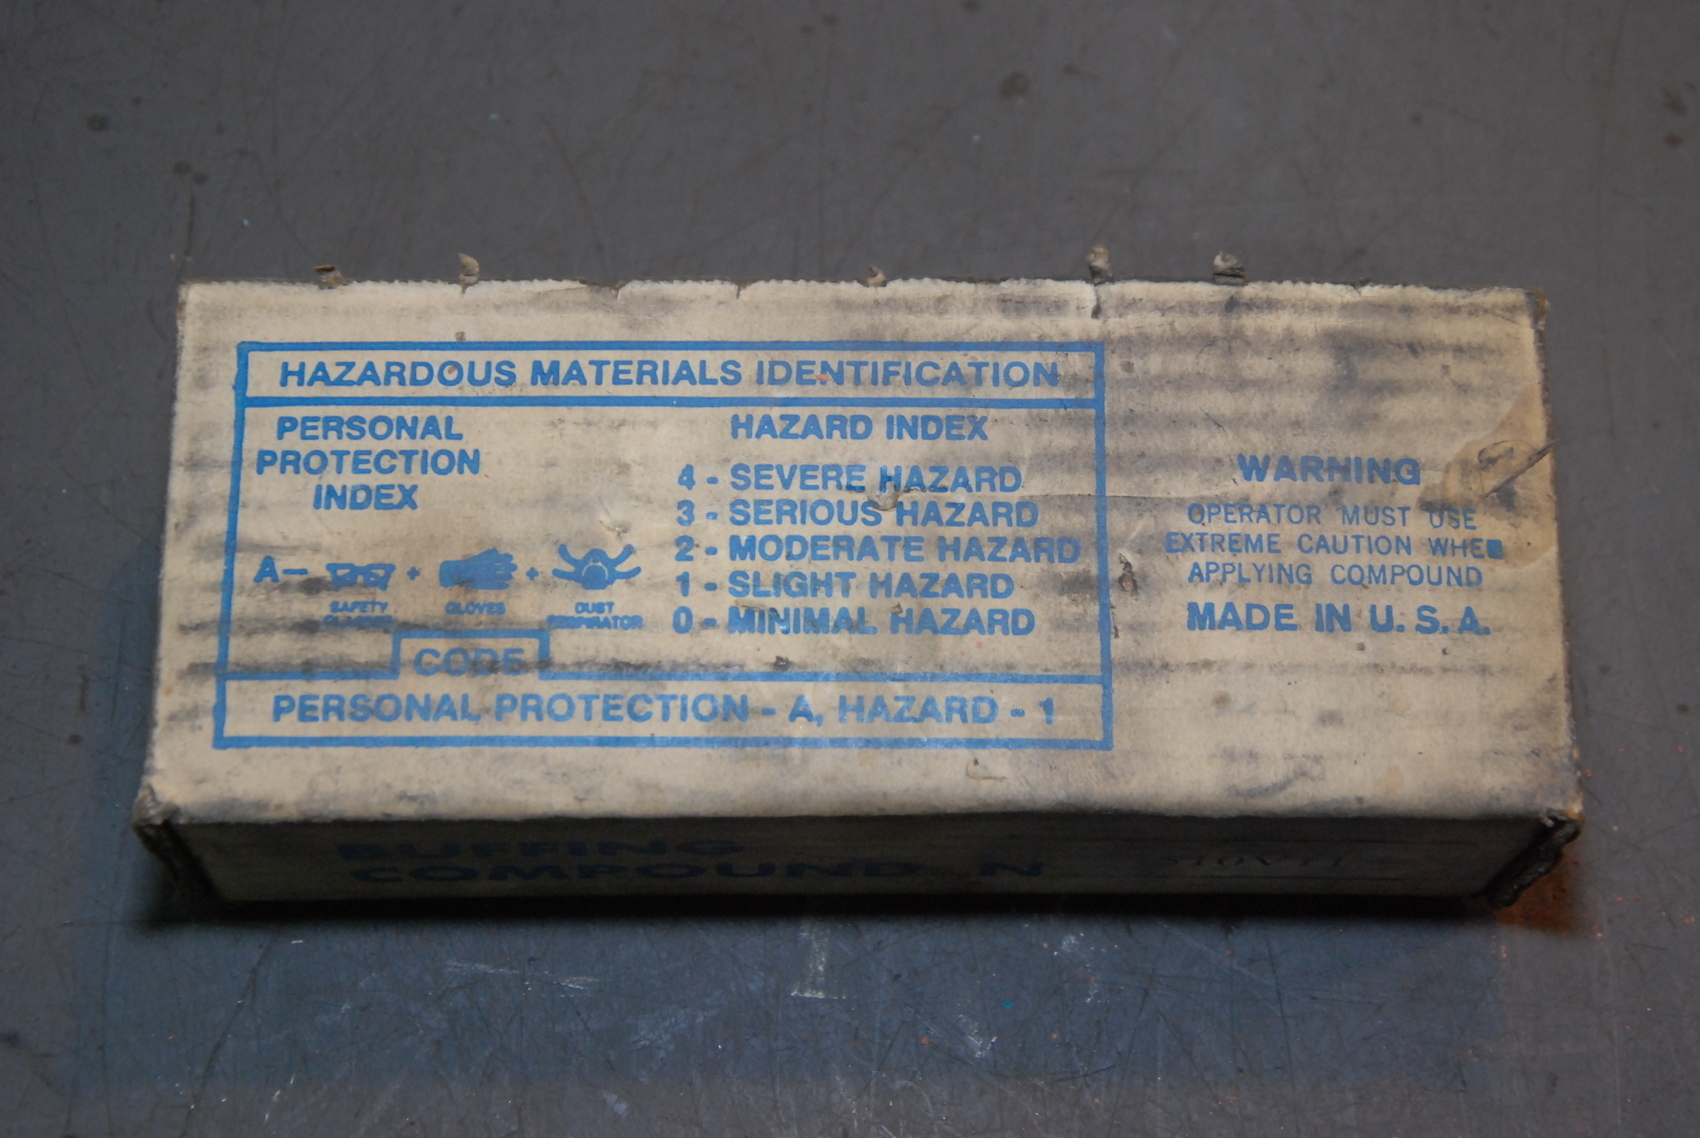 HAZARDOUS MATERIALS IDENTIFICATION
PERSONAL
PROTECTION
INDEX
A- + +
SAFETY
GLASSES
GLOVES
DUST
RESPIRATOR
HAZARD INDEX
4 - SEVERE HAZARD
3 - SERIOUS HAZARD
2 - MODERATE HAZARD
1 - SLIGHT HAZARD
0 - MINIMAL HAZARD
CODE
PERSONAL PROTECTION - A, HAZARD - 1
WARNING
OPERATOR MUST USE
EXTREME CAUTION WHE
APPLYING COMPOUND
MADE IN U.S.A.
BUFFING
COMPOUND N